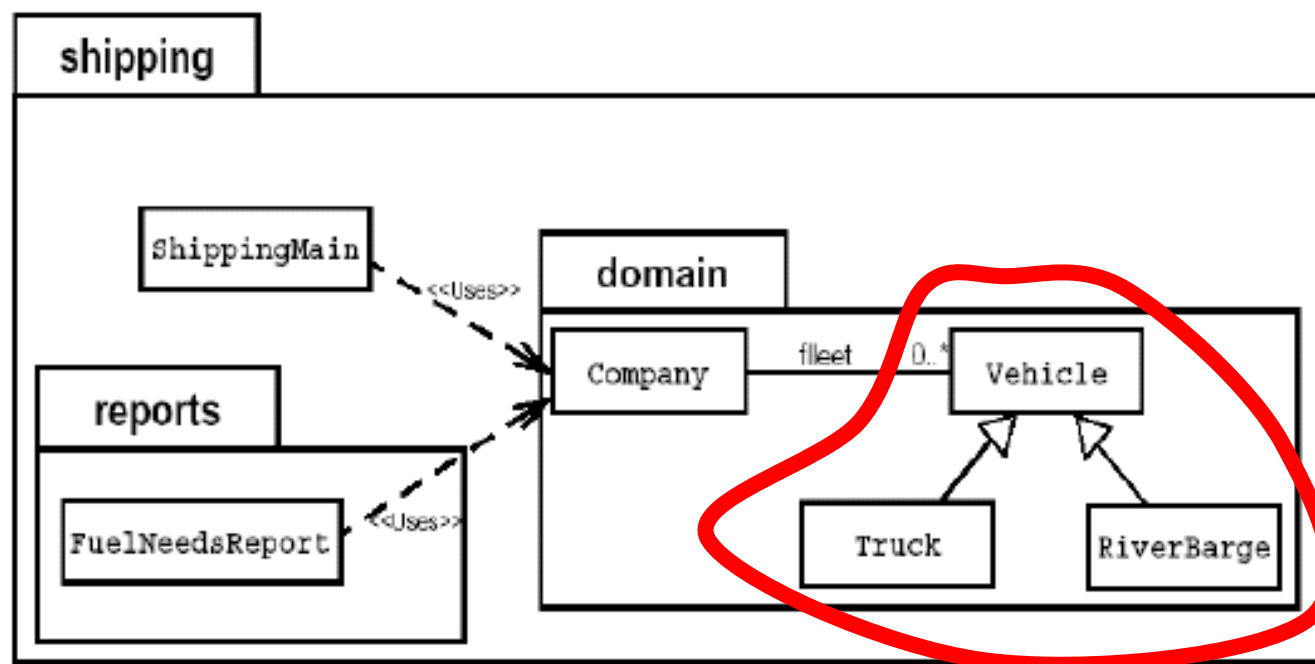 shipping
ShippingMain
<<Uses>>
domain
Company
fleet
0..*
Vehicle
reports
FuelNeedsReport
<<Uses>>
Truck
RiverBarge